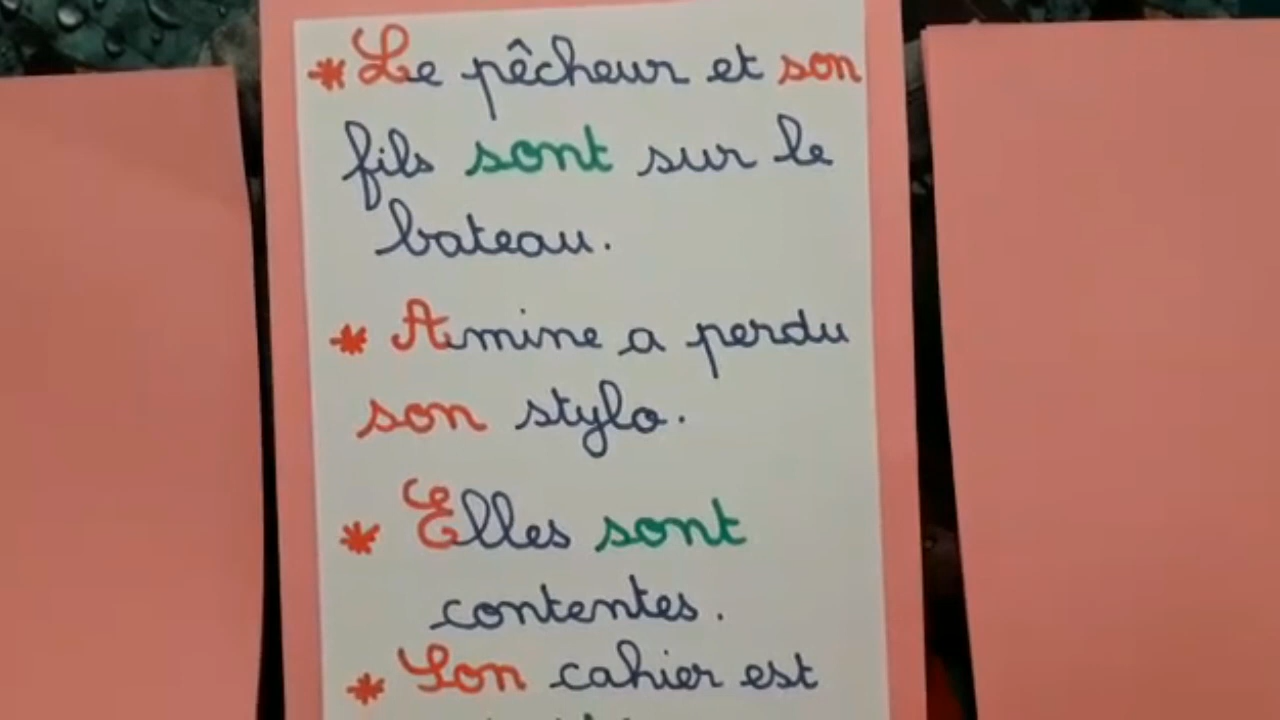 * Le pêcheur et son
fils sont sur le
bateau.
* Amine a perdu
son stylo.
* Elles sont
contentes.
* Son cahier est